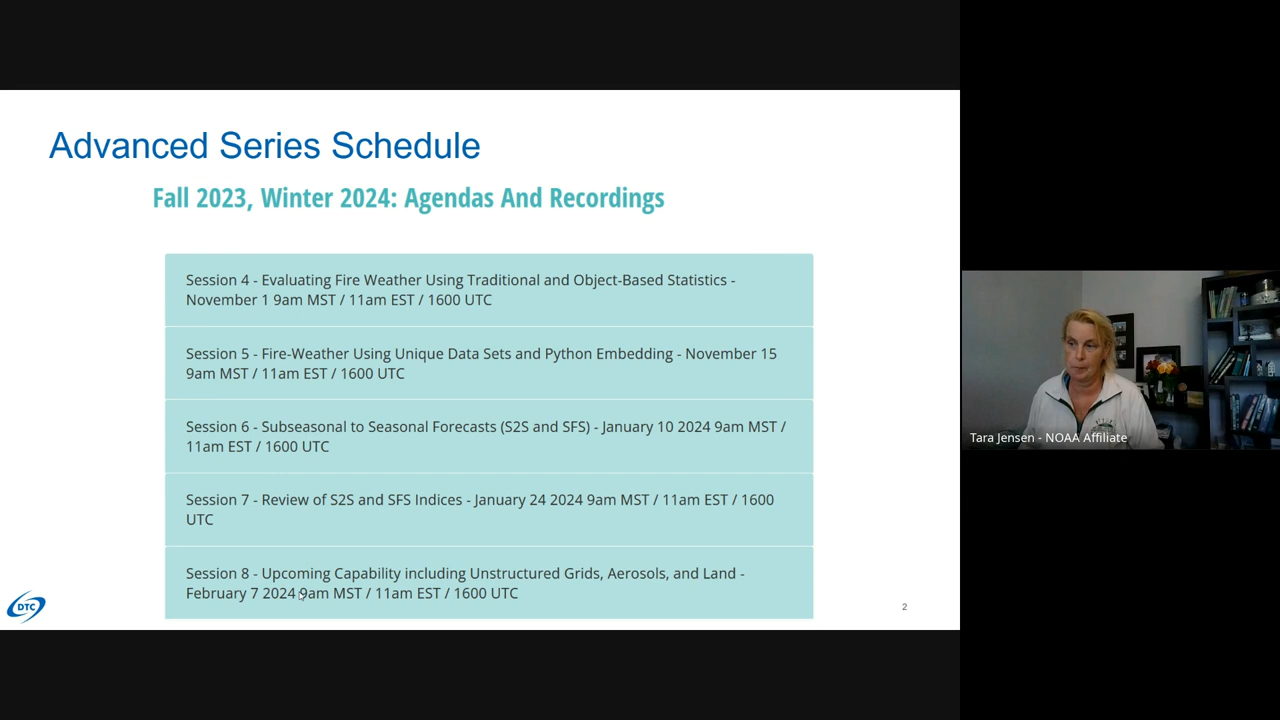 Advanced Series Schedule
Fall 2023, Winter 2024: Agendas And Recordings
Session 4 - Evaluating Fire Weather Using Traditional and Object-Based Statistics -
November 1 9am MST / 11am EST / 1600 UTC
Session 5 - Fire-Weather Using Unique Data Sets and Python Embedding - November 15
9am MST / 11am EST / 1600 UTC
Session 6 - Subseasonal to Seasonal Forecasts (S2S and SFS) - January 10 2024 9am MST /
11am EST / 1600 UTC
Session 7 - Review of S2S and SFS Indices - January 24 2024 9am MST / 11am EST / 1600
UTC
Session 8 - Upcoming Capability including Unstructured Grids, Aerosols, and Land -
February 7 2024 9am MST / 11am EST / 1600 UTC
DTC
2
Tara Jensen - NOAA Affiliate